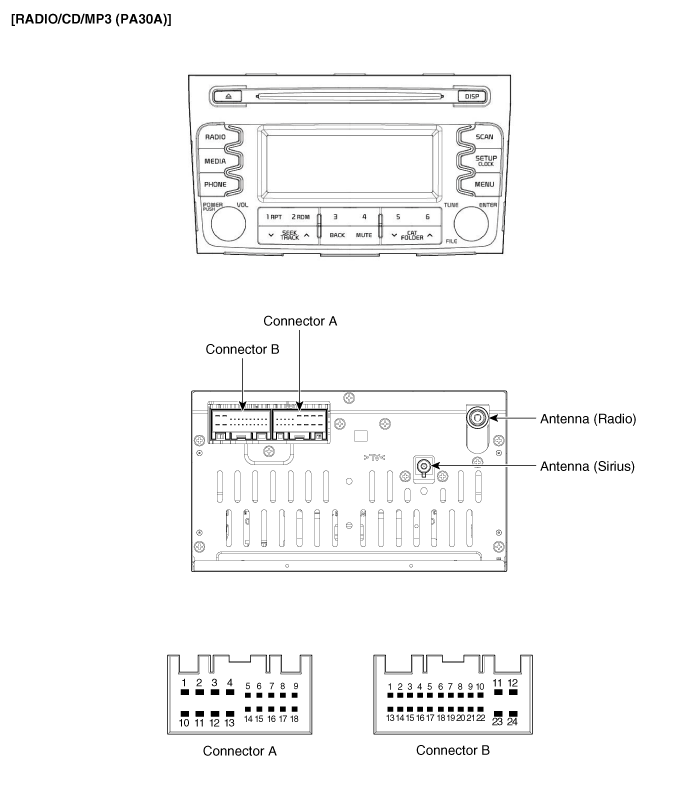 [RADIO/CD/MP3 (PA30A)]
DISP
RADIO SCAN
MEDIA SETUP CLOCK
PHONE MENU
POWER PUSH VOL TUNE ENTER
1 RPT 2 RDM 3 4 5 6
SEEK TRACK BACK MUTE CAT FOLDER
FILE
Connector A
Connector B
Antenna (Radio)
>TV<
Antenna (Sirius)
1 2 3 4 5 6 7 8 9
10 11 12 13 14 15 16 17 18
Connector A
1 2 3 4 5 6 7 8 9 10 11 12
13 14 15 16 17 18 19 20 21 22 23 24
Connector B